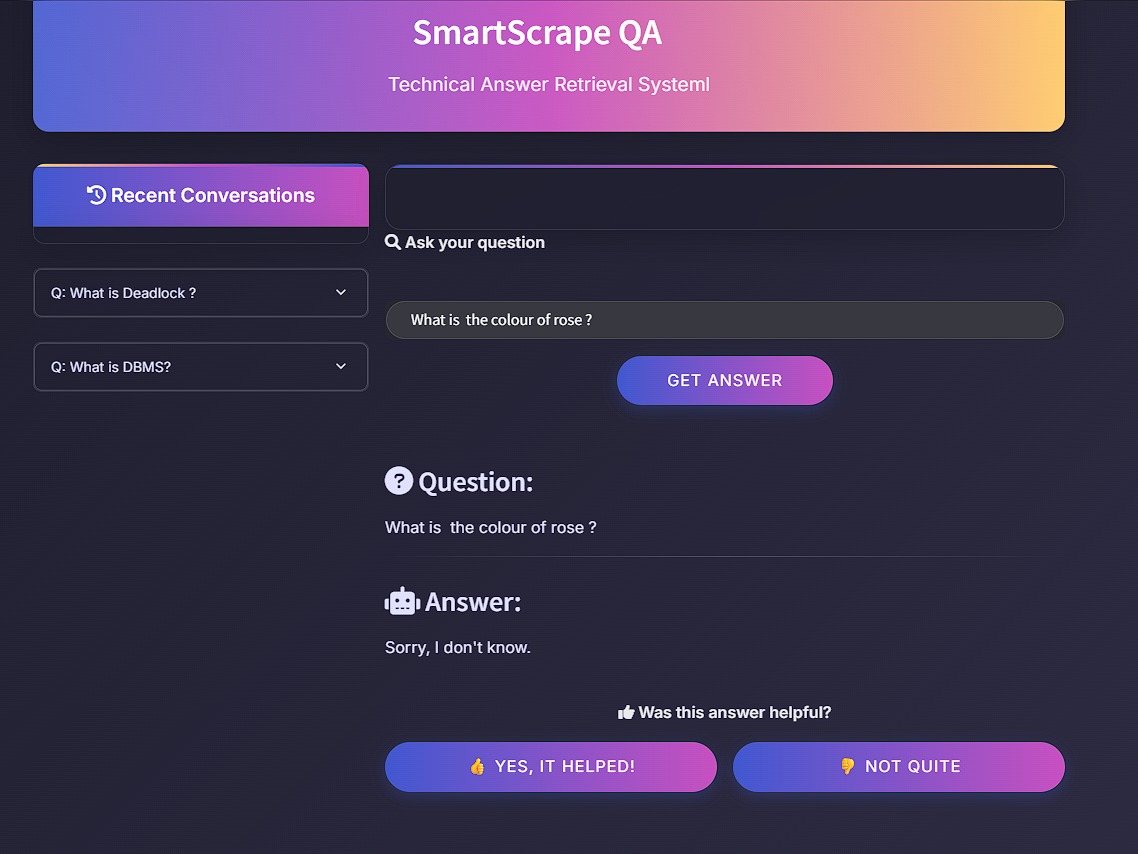 SmartScrape QA
Technical Answer Retrieval Systeml
Recent Conversations
Q: What is Deadlock ?
Q: What is DBMS?
Ask your question
What is  the colour of rose ?
GET ANSWER
Question:
What is  the colour of rose ?
Answer:
Sorry, I don't know.
Was this answer helpful?
👍 YES, IT HELPED!
👎 NOT QUITE